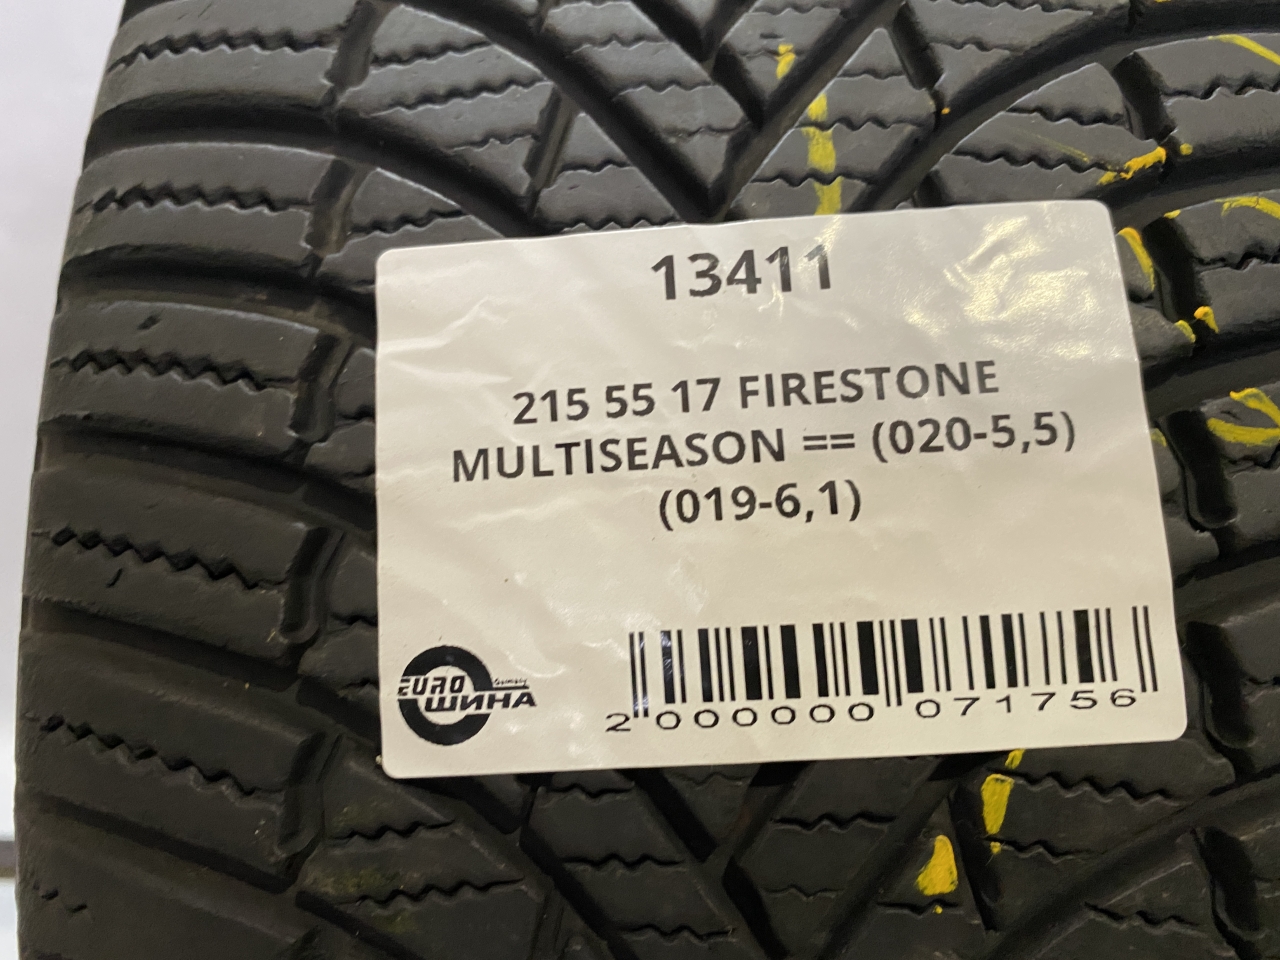 13411
215 55 17 FIRESTONE
MULTISEASON == (020-5,5)
(019-6,1)
EURO
ШИНА
2 000000 071756